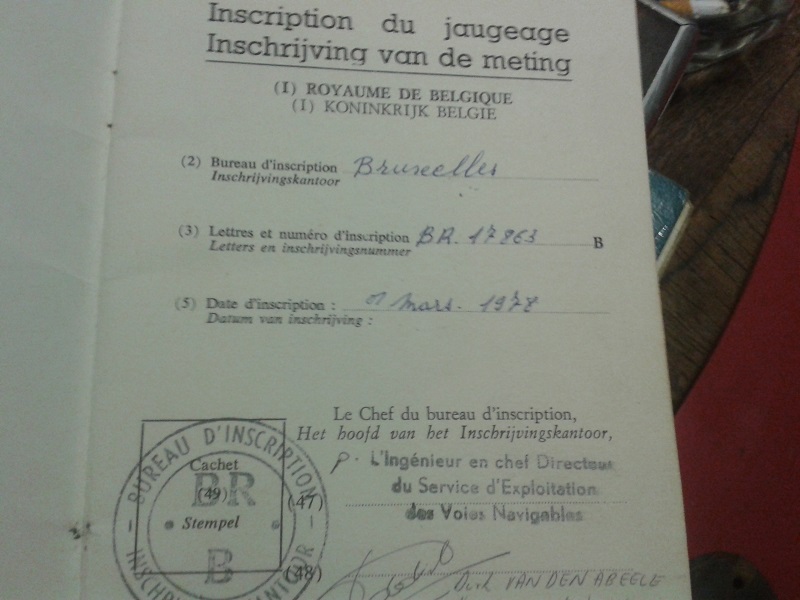 Inscription du jaugeage
Inschrijving van de meting
(1) ROYAUME DE BELGIQUE
(1) KONINKRIJK BELGIE
(2) Bureau d'inscription Bruxelles
Inschrijvingskantoor
(3) Lettres et numéro d'inscription BR. 17863 B
Letters en inschrijvingsnummer
(5) Date d'inscription : mars. 1978
Datum van inschrijving :
Le Chef du bureau d'inscription,
Het hoofd van het Inschrijvingskantoor,
P. L'Ingénieur en chef Directeur
du Service d'Exploitation
des Voies Navigables
BUREAU D'INSCRIPTION
Cachet
BR
(49)
(47)
Stempel
B
(48)
Dirk VAN DEN ABEELE